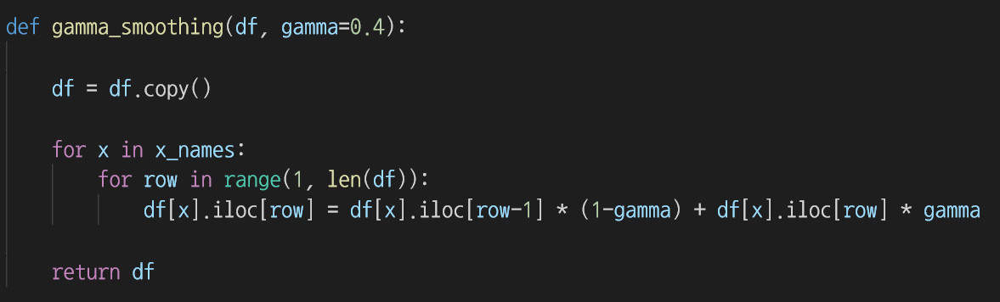 def gamma_smoothing(df, gamma=0.4):
df = df.copy()
for x in x_names:
for row in range(1, len(df)):
df[x].iloc[row] = df[x].iloc[row-1] * (1-gamma) + df[x].iloc[row] * gamma
return df